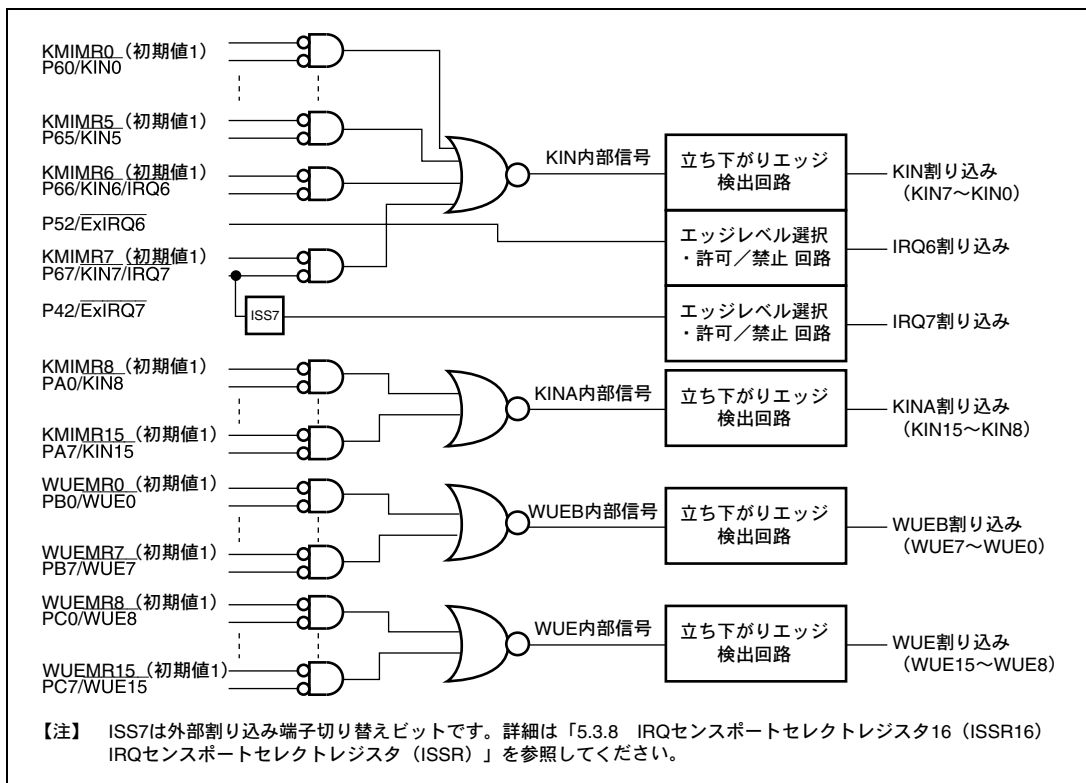 KMIMR0（初期値1）
P60/KIN0
KMIMR5（初期値1）
P65/KIN5
KMIMR6（初期値1）
P66/KIN6/IRQ6
P52/ExIRQ6
KMIMR7（初期値1）
P67/KIN7/IRQ7
P42/ExIRQ7
ISS7
KIN内部信号
立ち下がりエッジ
検出回路
KIN割り込み
（KIN7～KIN0）
エッジレベル選択
・許可／禁止 回路
IRQ6割り込み
エッジレベル選択
・許可／禁止 回路
IRQ7割り込み
KMIMR8（初期値1）
PA0/KIN8
KMIMR15（初期値1）
PA7/KIN15
KINA内部信号
立ち下がりエッジ
検出回路
KINA割り込み
（KIN15～KIN8）
WUEMR0（初期値1）
PB0/WUE0
WUEMR7（初期値1）
PB7/WUE7
WUEB内部信号
立ち下がりエッジ
検出回路
WUEB割り込み
（WUE7～WUE0）
WUEMR8（初期値1）
PC0/WUE8
WUEMR15（初期値1）
PC7/WUE15
WUE内部信号
立ち下がりエッジ
検出回路
WUE割り込み
（WUE15～WUE8）
【注】 ISS7は外部割り込み端子切り替えビットです。詳細は「5.3.8 IRQセンスポートセレクトレジスタ16（ISSR16）
IRQセンスポートセレクトレジスタ（ISSR）」を参照してください。